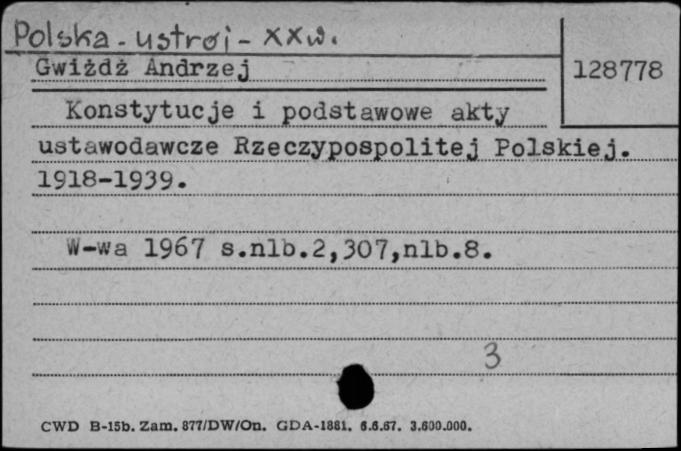 Polska - ustrój - XX w.
Gwiżdż Andrzej
128778
Konstytucje i podstawowe akty
ustawodawcze Rzeczypospolitej Polskiej.
1918-1939.
W-wa 1967 s.nlb.2,307,nlb.8.
3
CWD B-15b. Zam. 877/DW/On. GDA-1881. 6.6.67. 3.600.000.